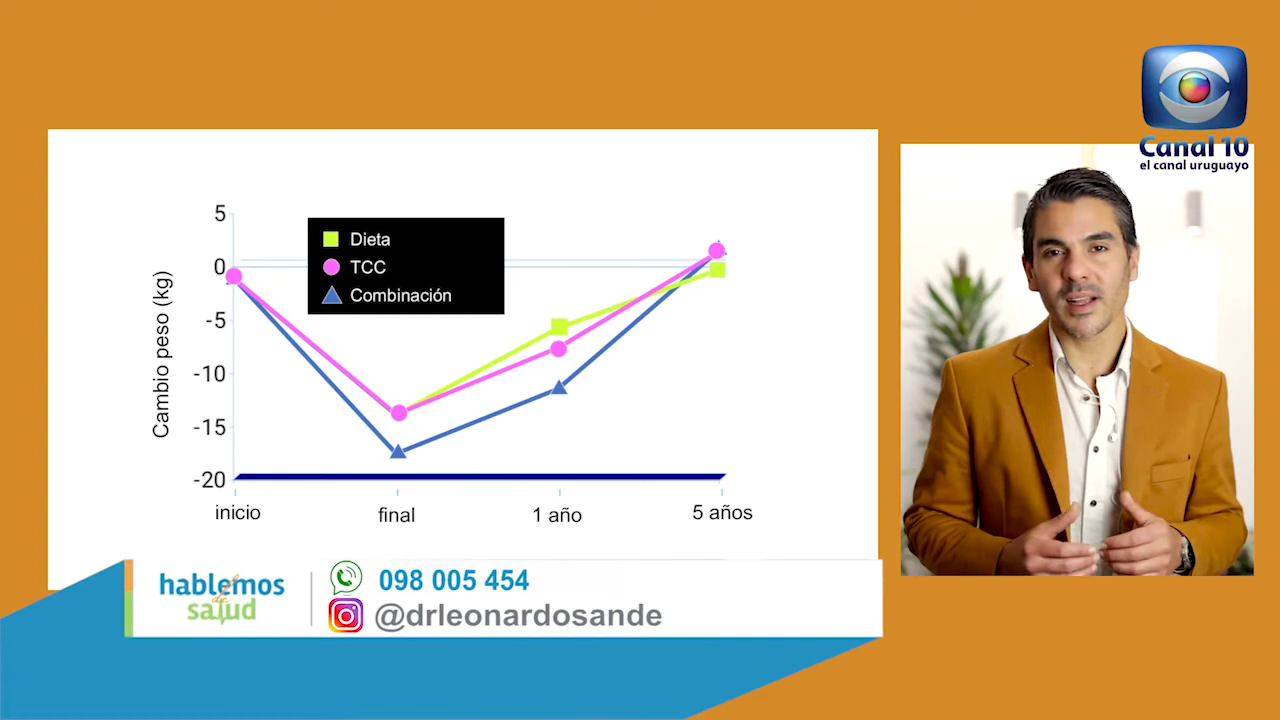 Canal 10
el canal uruguayo
Cambio peso (kg)
5
0
-5
-10
-15
-20
Dieta
TCC
Combinación
inicio
final
1 año
5 años
hablemos
de
salud
098 005 454
@drleonardosande